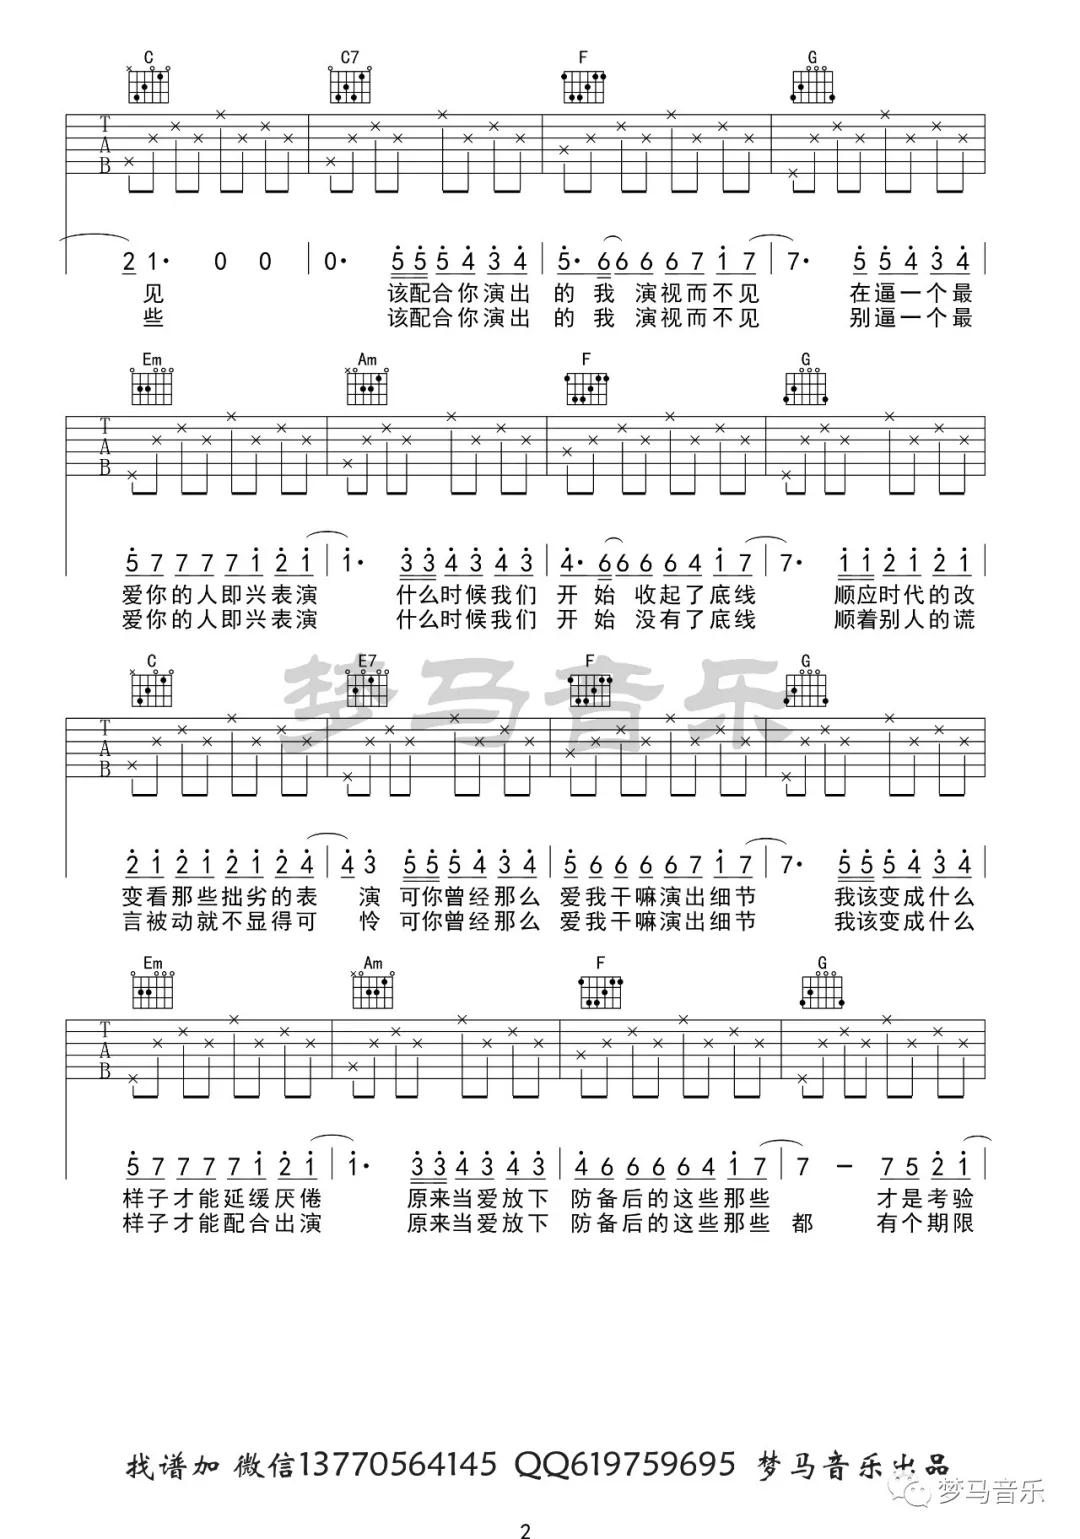 C C7 F G
T
A
B
2 1· 0 0 0· 5 5 5 4 3 4 5· 6 6 6 6 7 1 7 7· 5 5 4 3 4
见 该配合你演出 的我 演视而不见 在逼一个最
些 该配合你演出 的我 演视而不见 别逼一个最
Em Am F G
T
A
B
5 7 7 7 7 1 2 1 1· 3 3 4 3 4 3 4· 6 6 6 6 4 1 7 7· 1 1 2 1 2 1
爱你的人即兴表演 什么时候我们 开始 收起了底线 顺应时代的改
爱你的人即兴表演 什么时候我们 开始 没有了底线 顺着别人的谎
梦马音乐
C E7 F G
T
A
B
2 1 2 1 2 1 2 4 4 3 5 5 5 4 3 4 5 6 6 6 6 7 1 7 7· 5 5 4 3 4
变看那些拙劣的表 演 可你曾经那么 爱我干嘛演出细节 我该变成什么
言被动就不显得可 怜 可你曾经那么 爱我干嘛演出细节 我该变成什么
Em Am F G
T
A
B
5 7 7 7 7 1 2 1 1· 3 3 4 3 4 3 4 6 6 6 6 4 1 7 7 - 7 5 2 1
样子才能延缓厌倦 原来当爱放下 防备后的这些那些 才是考验
样子才能配合出演 原来当爱放下 防备后的这些那些 都 有个期限
找谱加 微信13770564145 QQ619759695 梦马音乐出品
梦马音乐
2